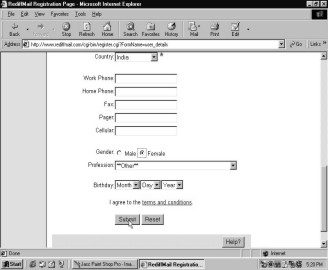 RediffMail Registration Page - Microsoft Internet Explorer
File Edit View Favorites Tools Help
Back Stop Refresh Home Search Favorites History Mail Print Edit
Address http://www.rediffmail.com/cgi-bin/register.cgi?FormName=user_details Go Links »
Country: India *
Work Phone:
Home Phone:
Fax:
Pager:
Cellular:
Gender: Male Female
Profession: **Other**
Birthday: Month Day Year
I agree to the terms and conditions.
Submit Reset
Help?
Done Internet
Start Jasc Paint Shop Pro - Ima... RediffMail Registratio... 5:20 PM